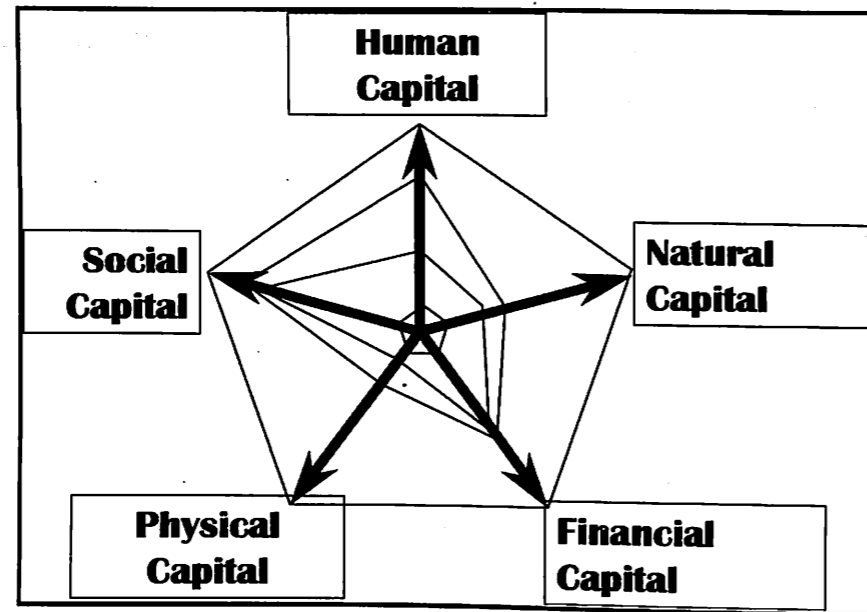 Human
Capital
Social
Capital
Natural
Capital
Physical
Capital
Financial
Capital